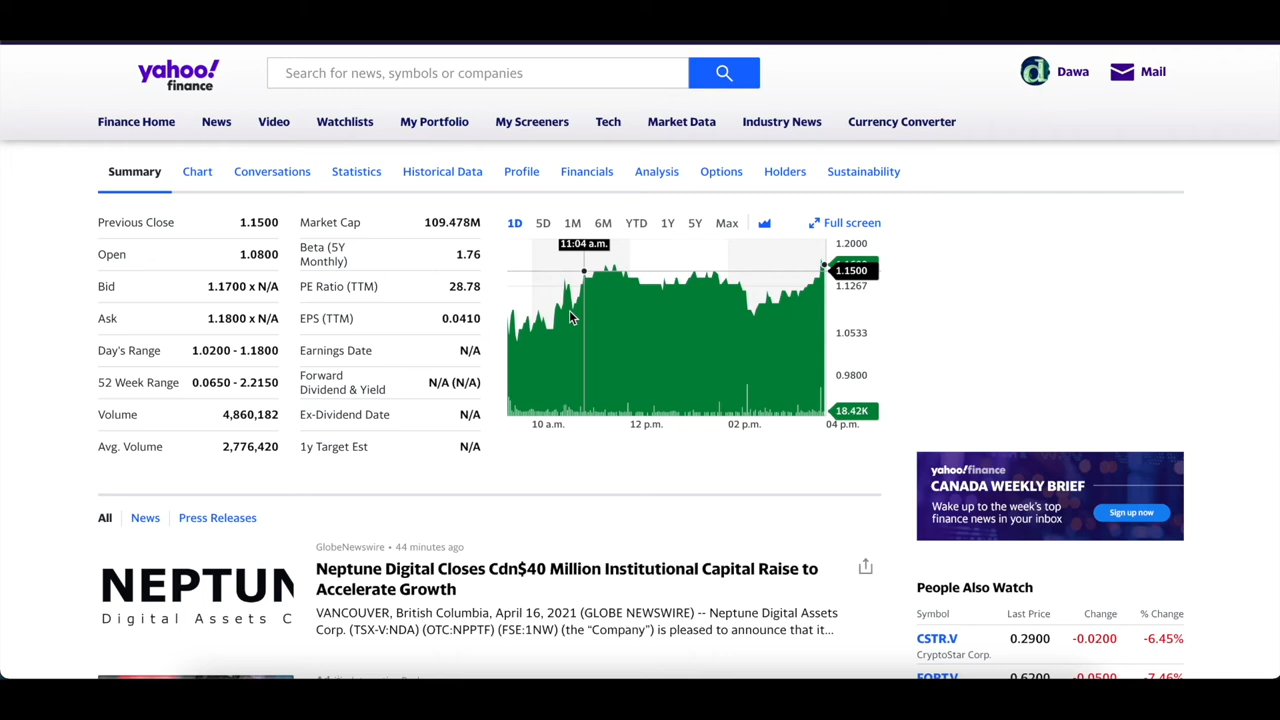 yahoo!
finance
Search for news, symbols or companies
d
Dawa
Mail
Finance Home News Video Watchlists My Portfolio My Screeners Tech Market Data Industry News Currency Converter
Summary Chart Conversations Statistics Historical Data Profile Financials Analysis Options Holders Sustainability
Previous Close 1.1500
Open 1.0800
Bid 1.1700 x N/A
Ask 1.1800 x N/A
Day's Range 1.0200 - 1.1800
52 Week Range 0.0650 - 2.2150
Volume 4,860,182
Avg. Volume 2,776,420
Market Cap 109.478M
Beta (5Y
Monthly) 1.76
PE Ratio (TTM) 28.78
EPS (TTM) 0.0410
Earnings Date N/A
Forward
Dividend & Yield N/A (N/A)
Ex-Dividend Date N/A
1y Target Est N/A
1D 5D 1M 6M YTD 1Y 5Y Max Full screen
11:04 a.m.
1.2000
1.1500
1.1267
1.0533
0.9800
18.42K
10 a.m. 12 p.m. 02 p.m. 04 p.m.
yahoo!finance
CANADA WEEKLY BRIEF
Wake up to the week's top
finance news in your inbox
Sign up now
All News Press Releases
NEPTUN
Digital Assets C
GlobeNewswire • 44 minutes ago
Neptune Digital Closes Cdn$40 Million Institutional Capital Raise to
Accelerate Growth
VANCOUVER, British Columbia, April 16, 2021 (GLOBE NEWSWIRE) -- Neptune Digital Assets
Corp. (TSX-V:NDA) (OTC:NPPTF) (FSE:1NW) (the “Company”) is pleased to announce that it...
People Also Watch
Symbol Last Price Change % Change
CSTR.V 0.2900 -0.0200 -6.45%
CryptoStar Corp.
FORT.V 0.6200 -0.0500 -7.46%